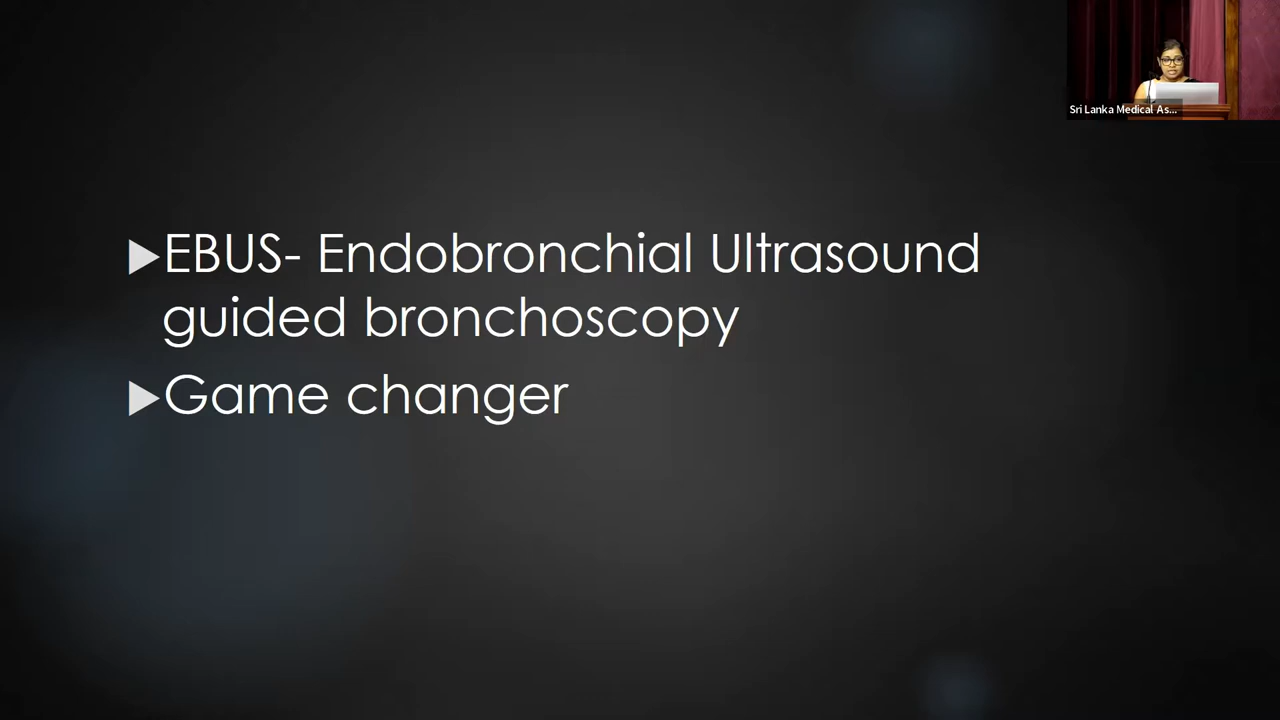 Sri Lanka Medical As...
▶EBUS- Endobronchial Ultrasound
guided bronchoscopy
▶Game changer